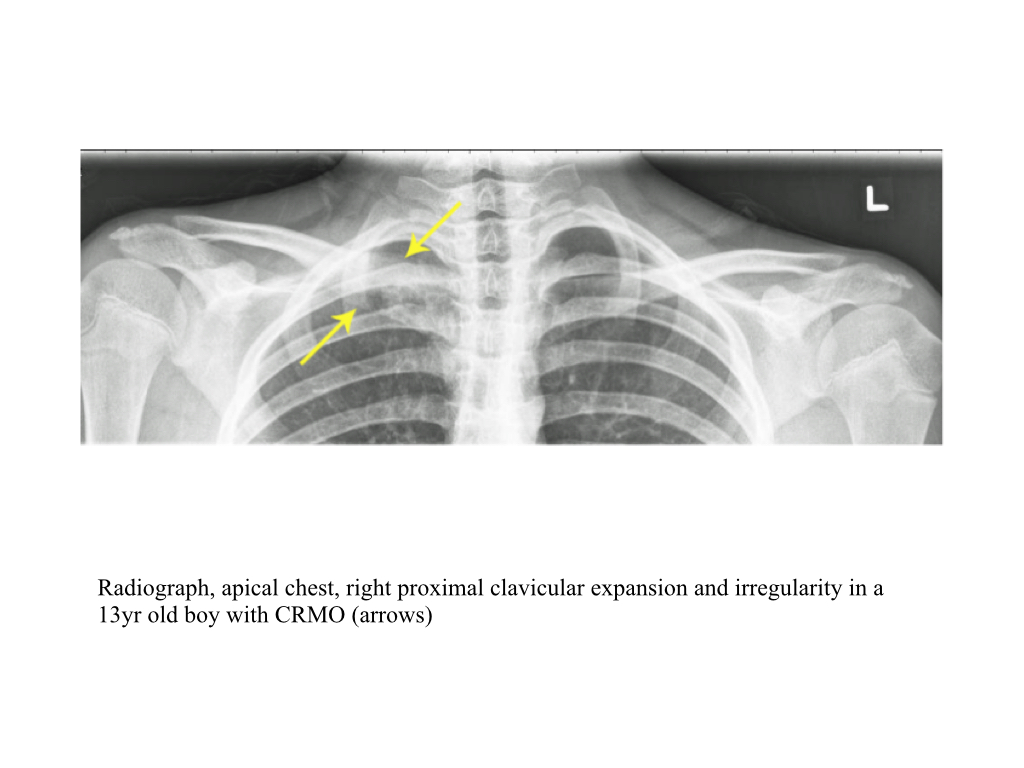 L
Radiograph, apical chest, right proximal clavicular expansion and irregularity in a
13yr old boy with CRMO (arrows)